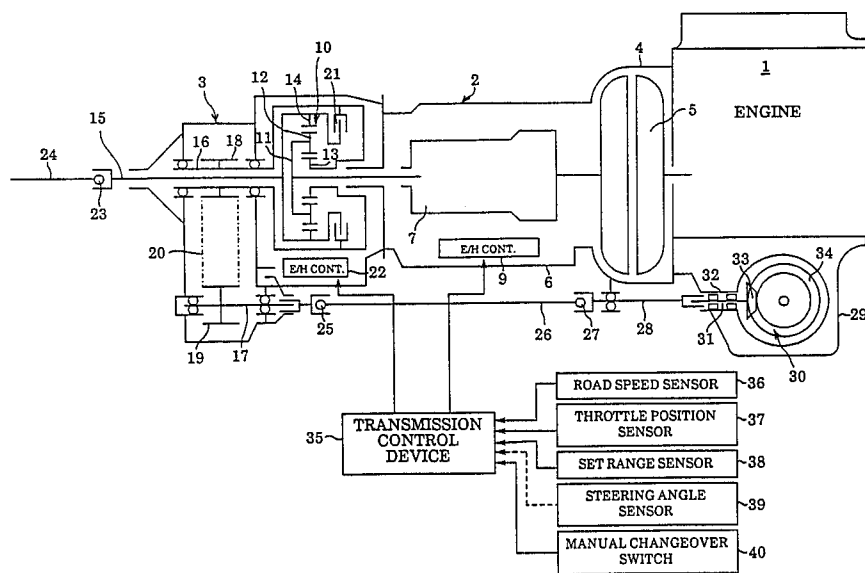 1
ENGINE
2
3
4
5
10
14
21
12
11
13
16
18
15
24
23
20
7
E/H CONT.
22
E/H CONT.
9
6
33
34
32
25
26
27
28
31
30
29
19
17
35
TRANSMISSION
CONTROL
DEVICE
ROAD SPEED SENSOR
36
THROTTLE POSITION
SENSOR
37
SET RANGE SENSOR
38
STEERING ANGLE
SENSOR
39
MANUAL CHANGEOVER
SWITCH
40